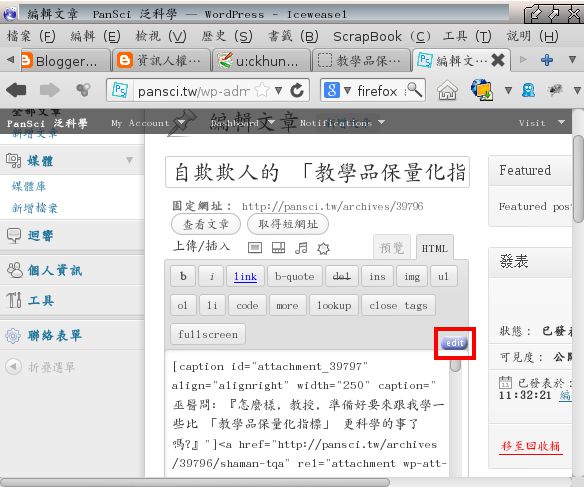 編輯文章 PanSci 泛科學 — WordPress - Iceweasel
檔案(F) 編輯(E) 檢視(V) 歷史(S) 書籤(B) ScrapBook(C) 工具(T) 說明(H)
Blogger... 資訊人權... u:ckhun... 教學品保... 編輯文...
pansci.tw/wp-adm firefox
PanSci 泛科學 My Account Dashboard Notifications Visit
全部文章
新增文章
媒體
媒體庫
新增檔案
迴響
個人資訊
工具
聯絡表單
折疊選單
編輯文章
自欺欺人的 「教學品保量化指
固定網址: http://pansci.tw/archives/39796
查看文章 取得短網址
上傳/插入 預覽 HTML
b i link b-quote del ins img ul
ol li code more lookup close tags
fullscreen
edit
[caption id="attachment_39797"
align="alignright" width="250" caption="
巫醫問: 『怎麼樣, 教授, 準備好要來跟我學一
些比 「教學品保量化指標」 更科學的事了
嗎?』"]<a href="http://pansci.tw/archives
/39796/shaman-tqa" rel="attachment wp-att-
Featured
Featured post
發表
狀態: 已發表
可見度: 公開
已發表於:
11:32:21 編
移至回收桶